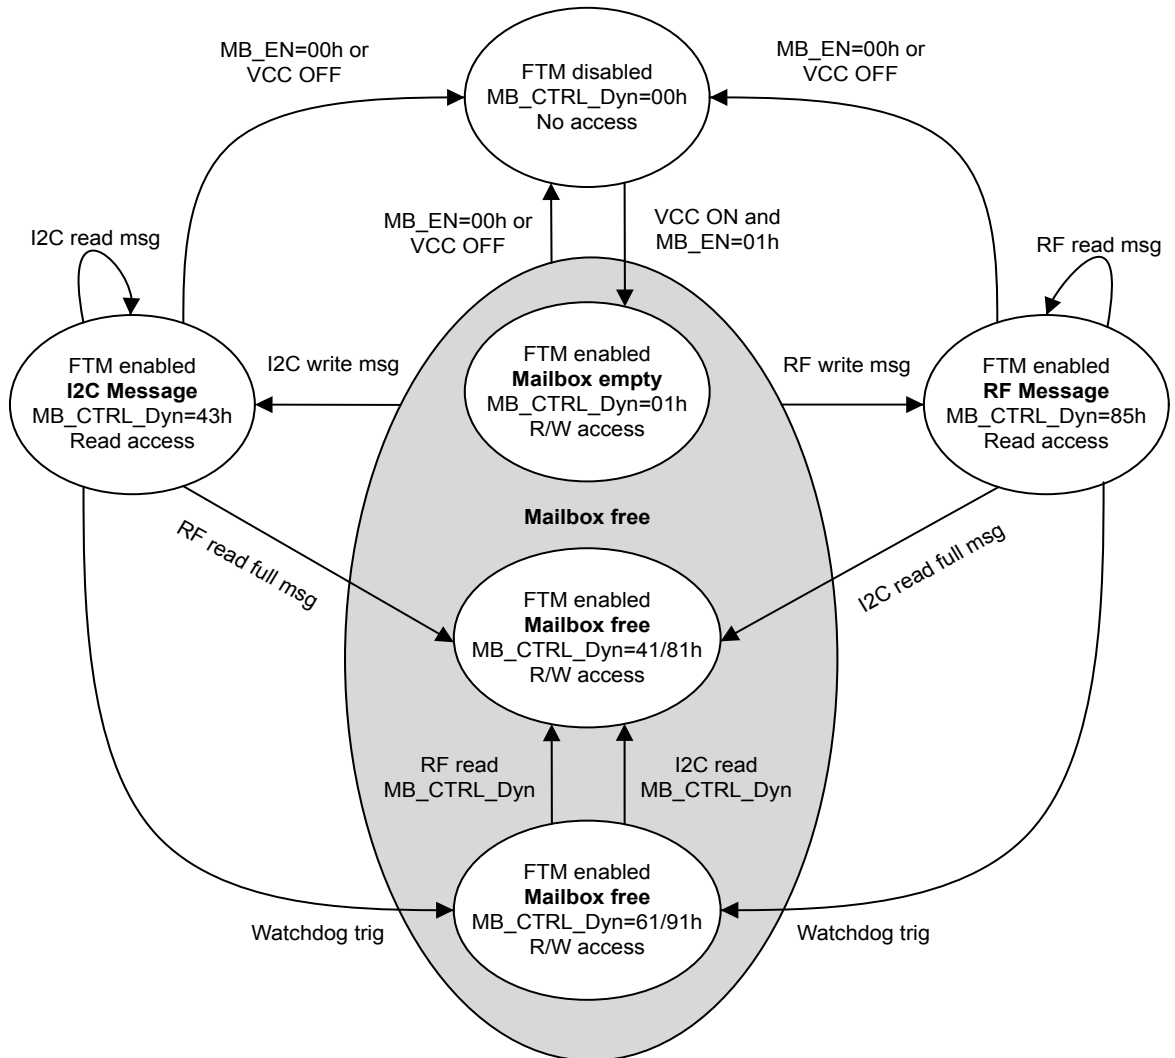 MB_EN=00h or
VCC OFF
FTM disabled
MB_CTRL_Dyn=00h
No access
MB_EN=00h or
VCC OFF
MB_EN=00h or
VCC OFF
VCC ON and
MB_EN=01h
I2C read msg
RF read msg
FTM enabled
I2C Message
MB_CTRL_Dyn=43h
Read access
I2C write msg
FTM enabled
Mailbox empty
MB_CTRL_Dyn=01h
R/W access
RF write msg
FTM enabled
RF Message
MB_CTRL_Dyn=85h
Read access
Mailbox free
RF read full msg
I2C read full msg
FTM enabled
Mailbox free
MB_CTRL_Dyn=41/81h
R/W access
RF read
MB_CTRL_Dyn
I2C read
MB_CTRL_Dyn
FTM enabled
Mailbox free
MB_CTRL_Dyn=61/91h
R/W access
Watchdog trig
Watchdog trig